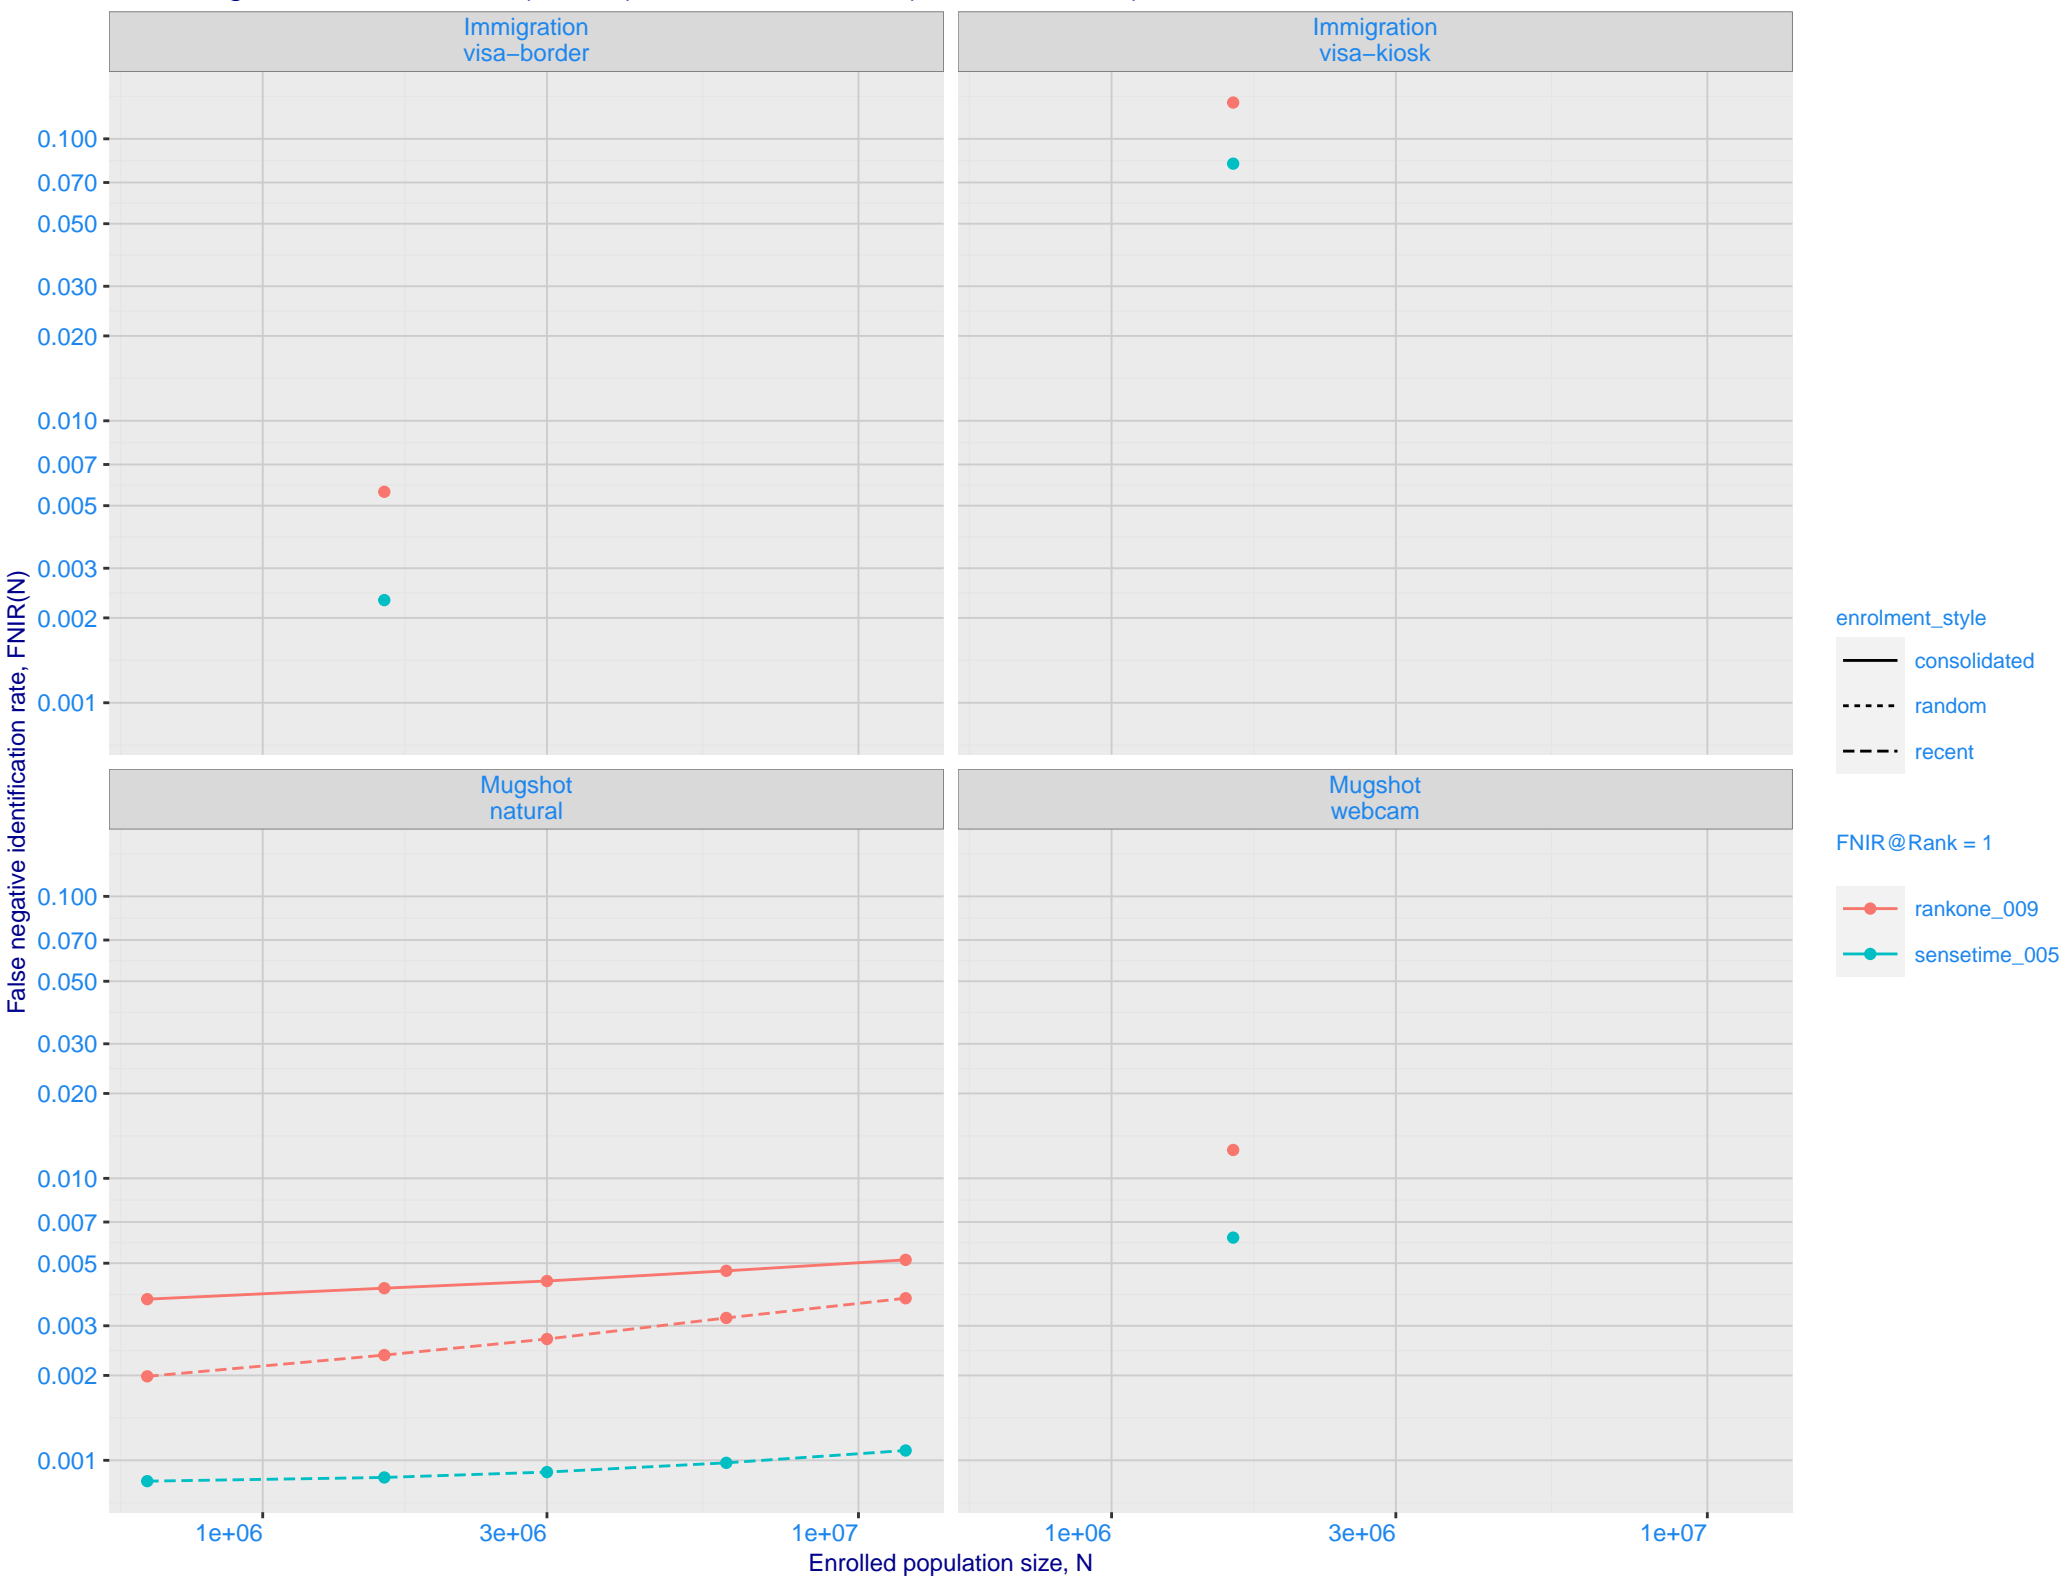 Immigration
visa–border
Immigration
visa–kiosk
0.100
0.070
0.050
0.030
0.020
0.010
0.007
0.005
0.003
0.002
0.001
Mugshot
natural
Mugshot
webcam
0.100
0.070
0.050
0.030
0.020
0.010
0.007
0.005
0.003
0.002
0.001
1e+06
3e+06
1e+07
1e+06
3e+06
1e+07
Enrolled population size, N
False negative identification rate, FNIR(N)
enrolment_style
consolidated
random
recent
FNIR@Rank = 1
rankone_009
sensetime_005